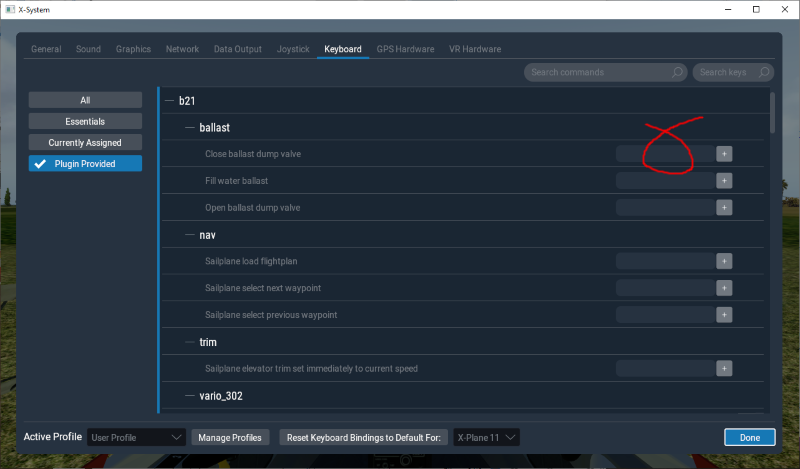 X-System
General Sound Graphics Network Data Output Joystick Keyboard GPS Hardware VR Hardware
Search commands Search keys
All
Essentials
Currently Assigned
Plugin Provided
b21
ballast
Close ballast dump valve +
Fill water ballast +
Open ballast dump valve +
nav
Sailplane load flightplan +
Sailplane select next waypoint +
Sailplane select previous waypoint +
trim
Sailplane elevator trim set immediately to current speed +
vario_302
Active Profile User Profile Manage Profiles Reset Keyboard Bindings to Default For: X-Plane 11 Done